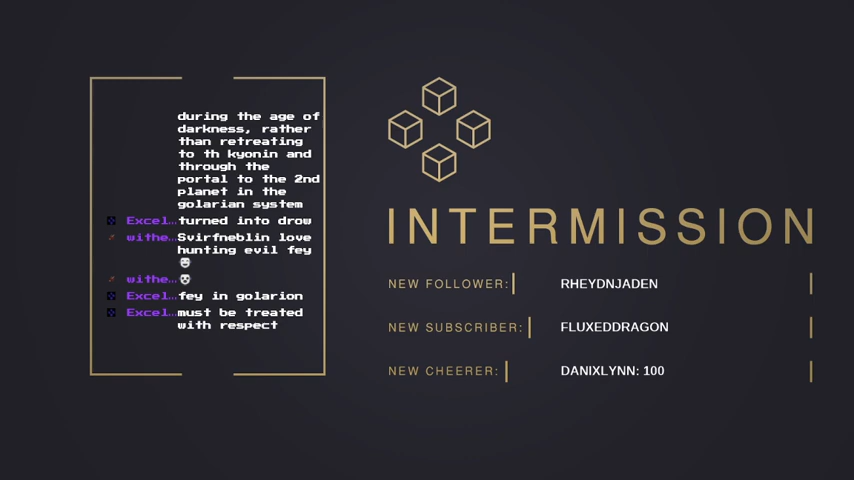 during the age of
darkness, rather
than retreating
to th kyonin and
through the
portal to the 2nd
planet in the
golarian system
Excel... turned into drow
withe... Svirfneblin love
hunting evil fey
withe...
Excel... fey in golarion
Excel... must be treated
with respect
INTERMISSION
NEW FOLLOWER: RHEYDNJADEN
NEW SUBSCRIBER: FLUXEDDRAGON
NEW CHEERER: DANIXLYNN: 100